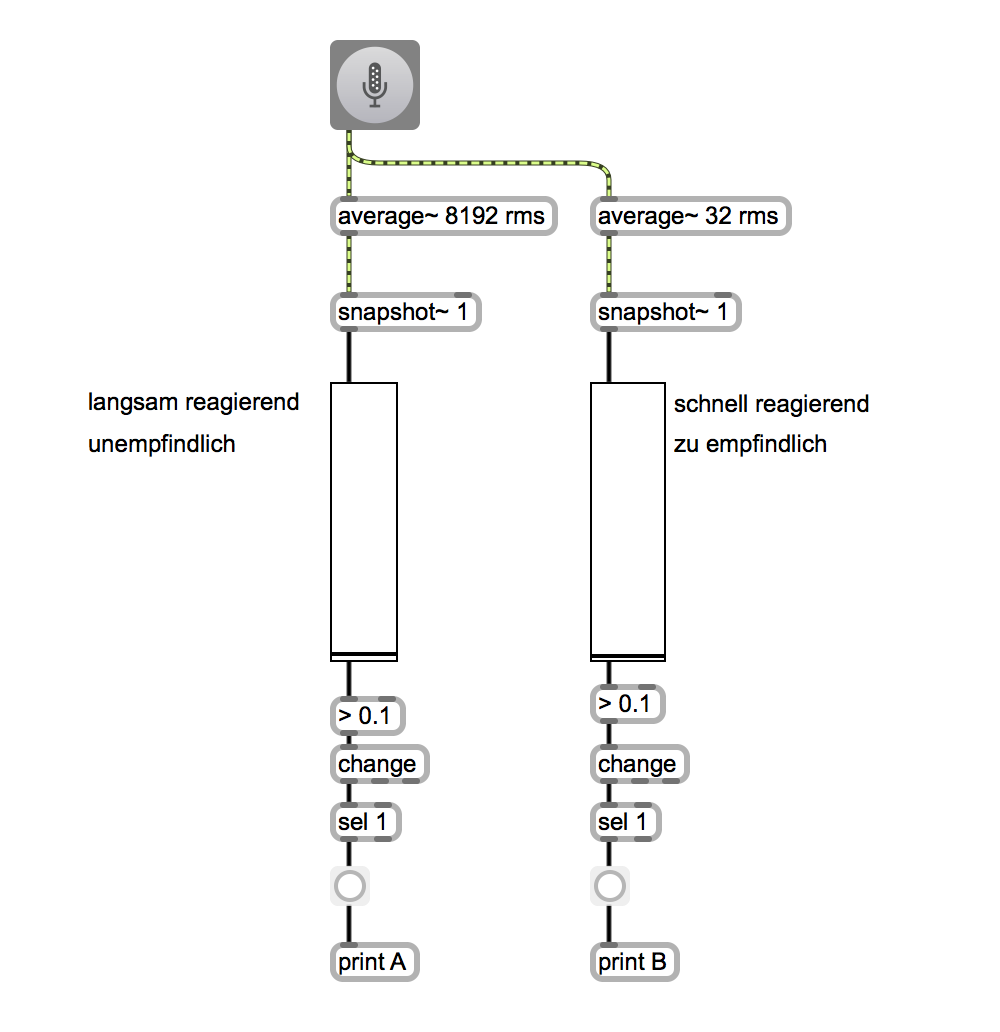 average~ 8192 rms
average~ 32 rms
snapshot~ 1
snapshot~ 1
langsam reagierend
unempfindlich
schnell reagierend
zu empfindlich
> 0.1
> 0.1
change
change
sel 1
sel 1
print A
print B